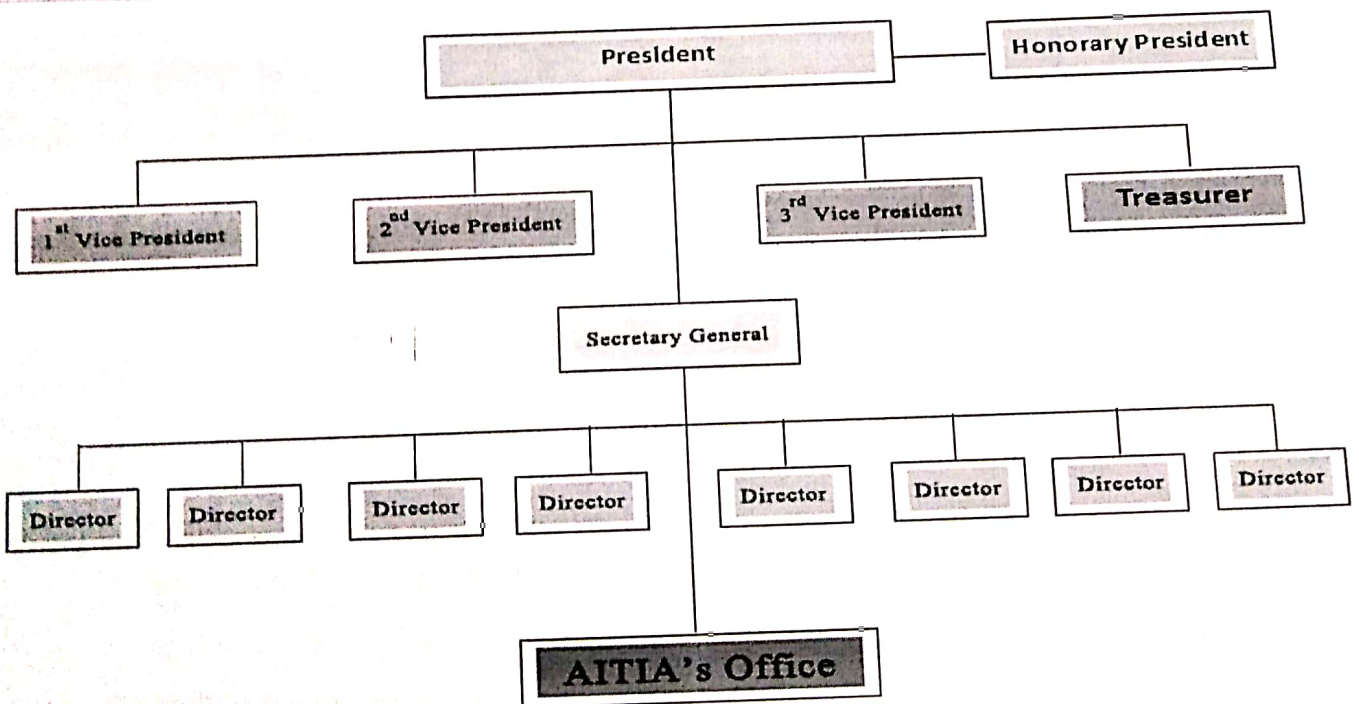 President
Honorary President
1st Vice President
2nd Vice President
3rd Vice President
Treasurer
Secretary General
Director
Director
Director
Director
Director
Director
Director
Director
AITIA's Office